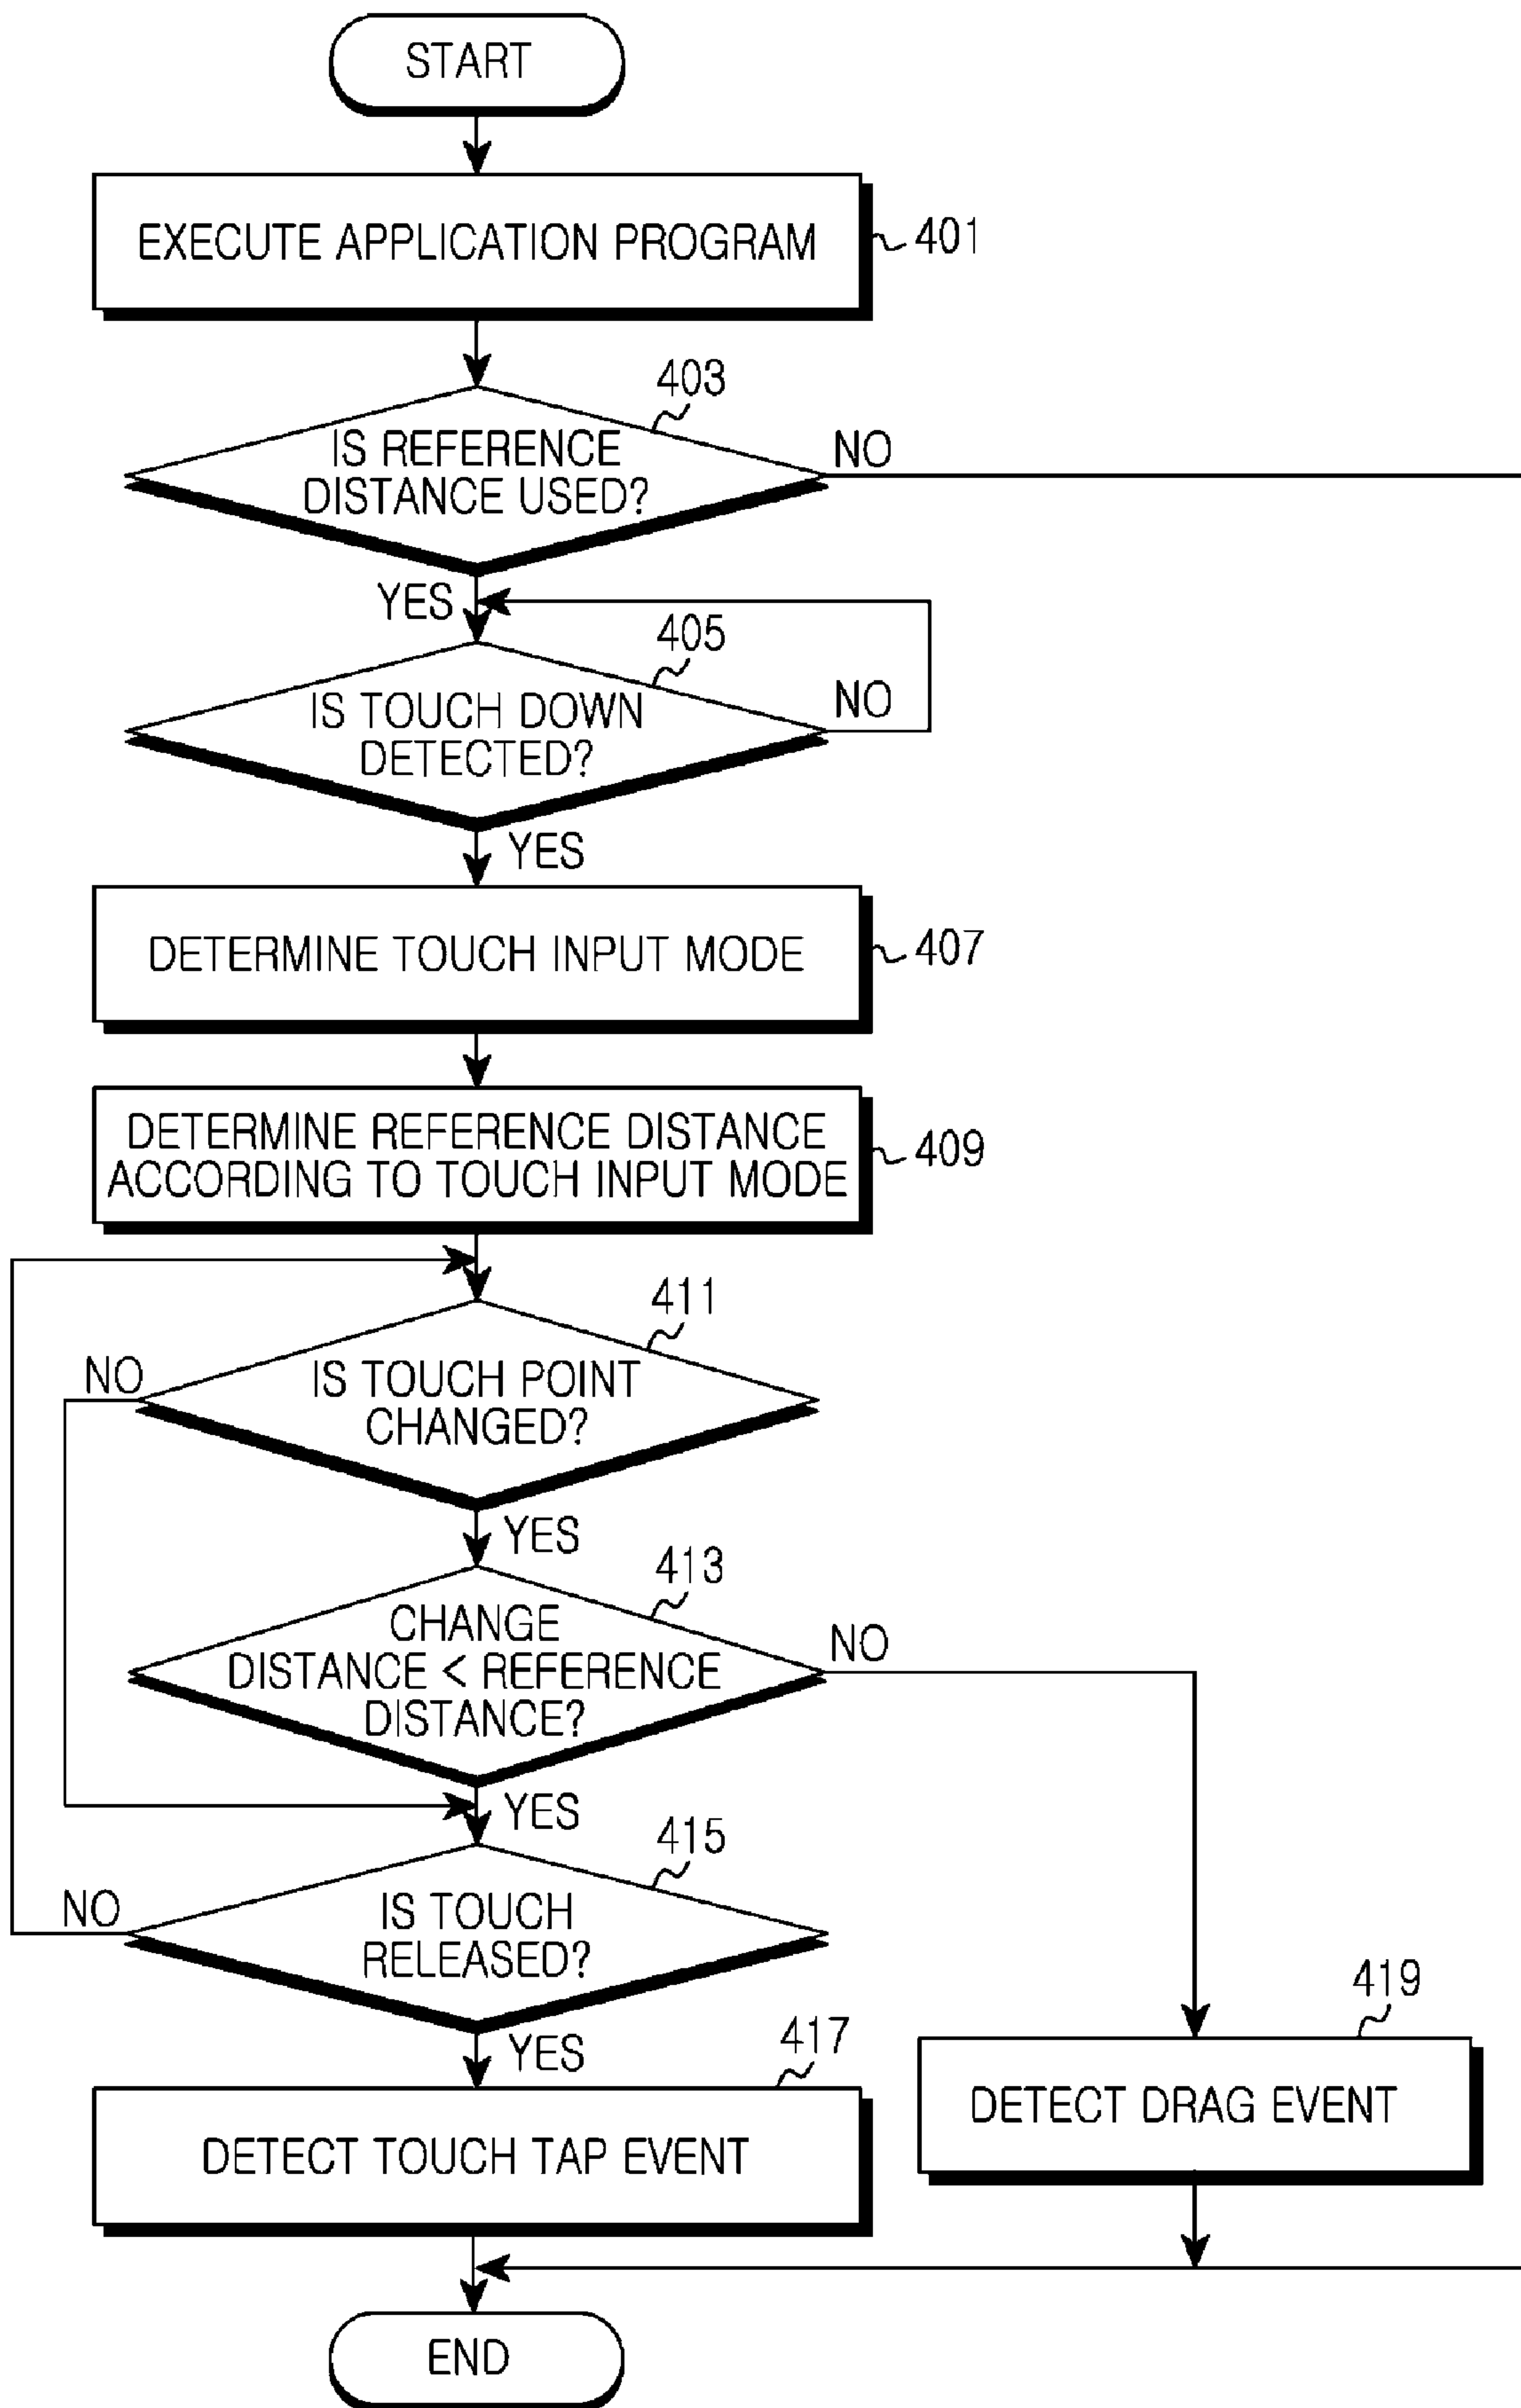 START
EXECUTE APPLICATION PROGRAM
401
403
IS REFERENCE
DISTANCE USED?
NO
YES
405
IS TOUCH DOWN
DETECTED?
NO
YES
DETERMINE TOUCH INPUT MODE
407
DETERMINE REFERENCE DISTANCE
ACCORDING TO TOUCH INPUT MODE
409
411
NO
IS TOUCH POINT
CHANGED?
YES
413
CHANGE
DISTANCE < REFERENCE
DISTANCE?
NO
YES
415
NO
IS TOUCH
RELEASED?
YES
417
419
DETECT TOUCH TAP EVENT
DETECT DRAG EVENT
END